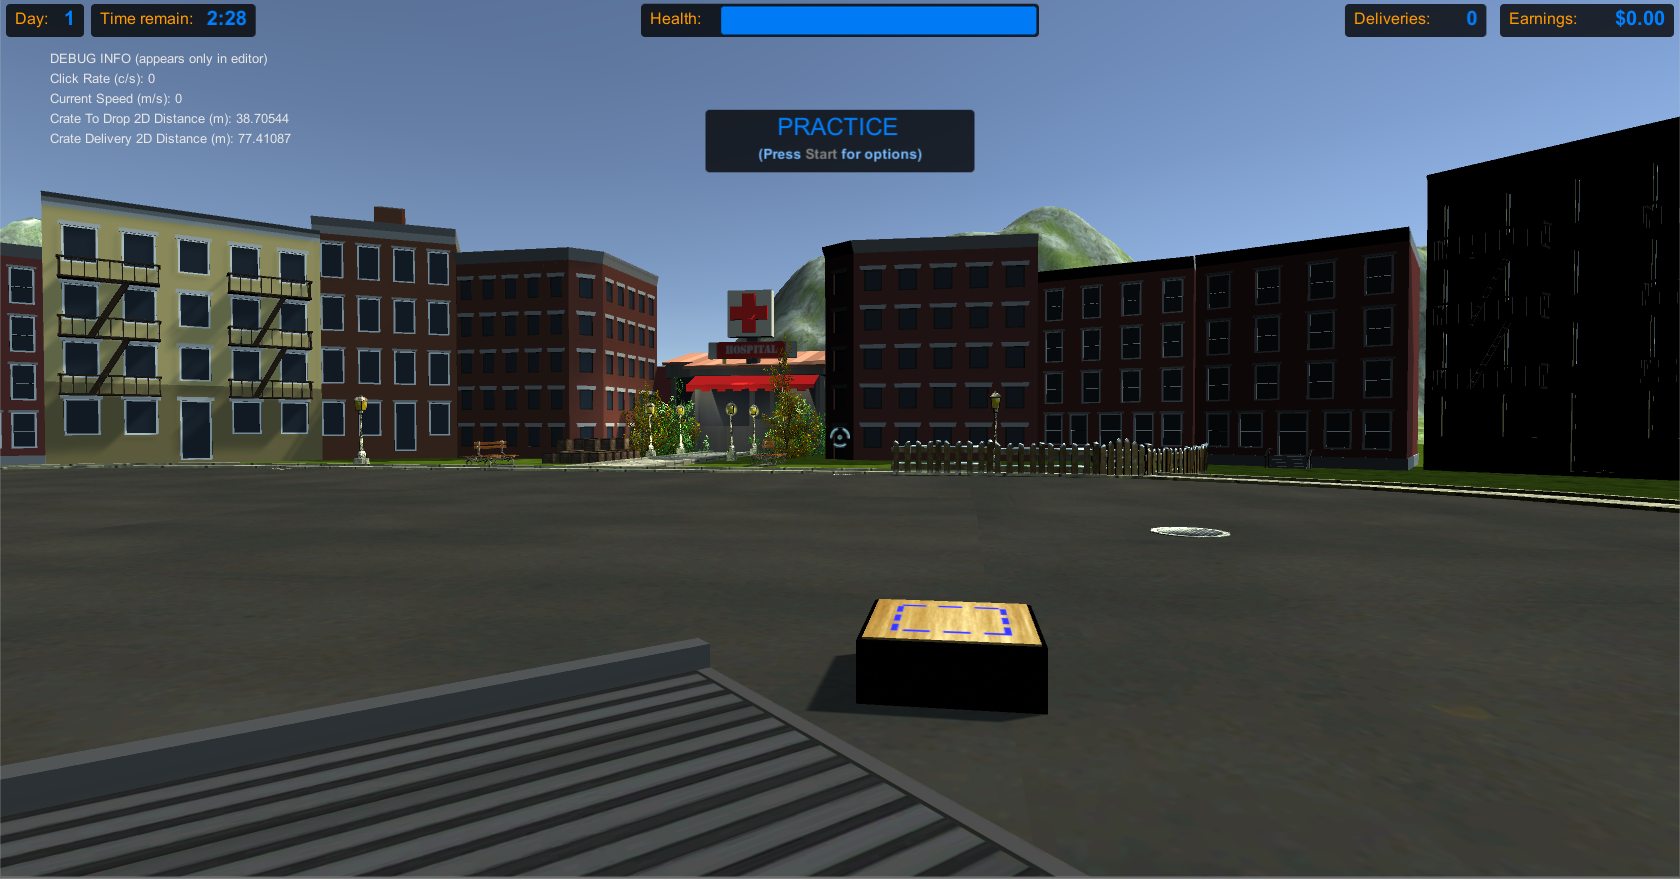 Day: 1
Time remain: 2:28
Health:
Deliveries: 0
Earnings: $0.00
DEBUG INFO (appears only in editor)
Click Rate (c/s): 0
Current Speed (m/s): 0
Crate To Drop 2D Distance (m): 38.70544
Crate Delivery 2D Distance (m): 77.41087
PRACTICE
(Press Start for options)
HOSPITAL